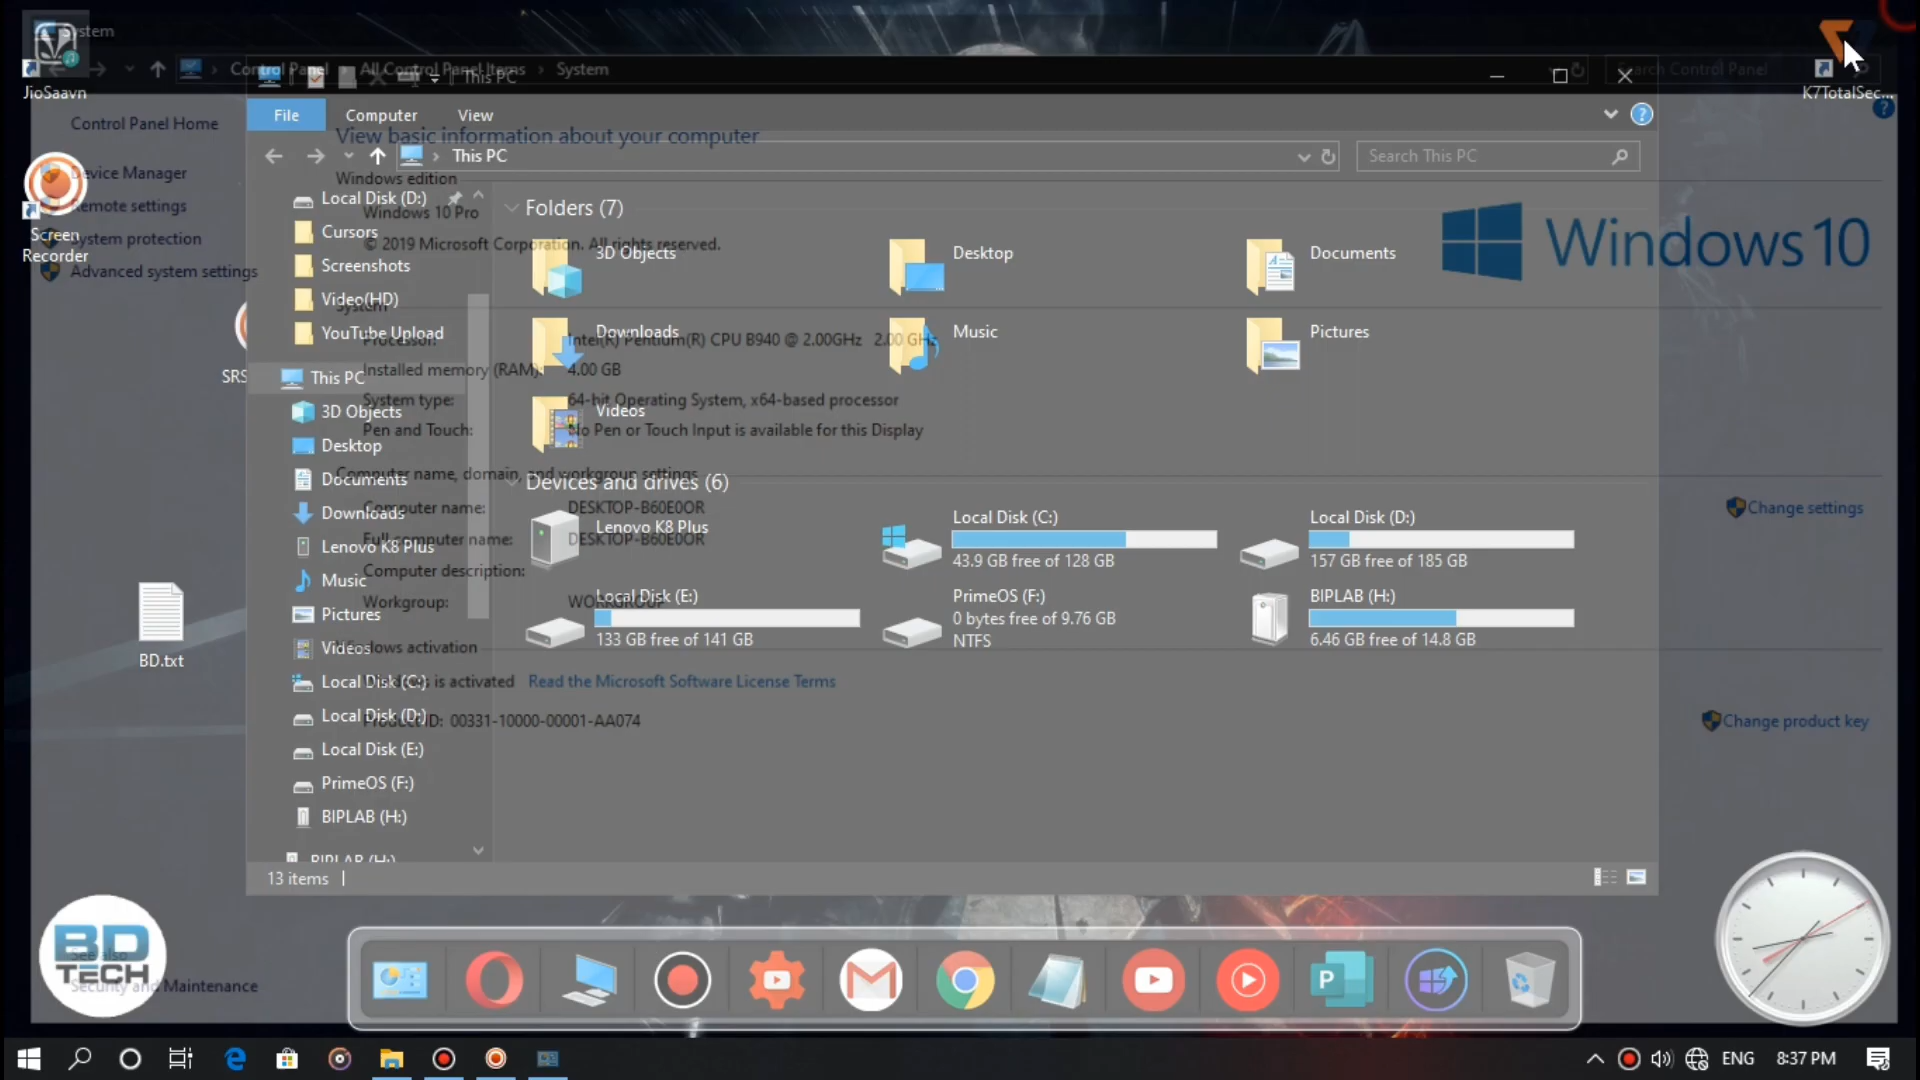 System
JioSaavn
Control Panel
All Control Panel Items
System
This PC
Search Control Panel
K7TotalSec...
File
Computer
View
Control Panel Home
View basic information about your computer
This PC
Search This PC
Device Manager
Remote settings
System protection
Advanced system settings
Screen
Recorder
Windows edition
Windows 10 Pro
© 2019 Microsoft Corporation. All rights reserved.
Windows 10
Local Disk (D:)
Cursors
Screenshots
Video(HD)
YouTube Upload
Folders (7)
3D Objects
Desktop
Documents
Downloads
Music
Pictures
Videos
System
Processor:
Intel(R) Pentium(R) CPU B940 @ 2.00GHz 2.00 GHz
Installed memory (RAM):
4.00 GB
System type:
64-bit Operating System, x64-based processor
Pen and Touch:
No Pen or Touch Input is available for this Display
SRS
This PC
3D Objects
Desktop
Documents
Downloads
Lenovo K8 Plus
Music
Pictures
Videos
Local Disk (C:)
Local Disk (D:)
Local Disk (E:)
PrimeOS (F:)
BIPLAB (H:)
BIPLAB (H:)
Computer name, domain, and workgroup settings
Computer name:
DESKTOP-B60E0OR
Full computer name:
DESKTOP-B60E0OR
Computer description:
Workgroup:
WORKGROUP
Change settings
Devices and drives (6)
Lenovo K8 Plus
Local Disk (C:)
43.9 GB free of 128 GB
Local Disk (D:)
157 GB free of 185 GB
Local Disk (E:)
133 GB free of 141 GB
PrimeOS (F:)
0 bytes free of 9.76 GB
NTFS
BIPLAB (H:)
6.46 GB free of 14.8 GB
Windows activation
Windows is activated
Read the Microsoft Software License Terms
Product ID: 00331-10000-00001-AA074
Change product key
BD.txt
13 items
BD
TECH
See also
Security and Maintenance
P
ENG
8:37 PM